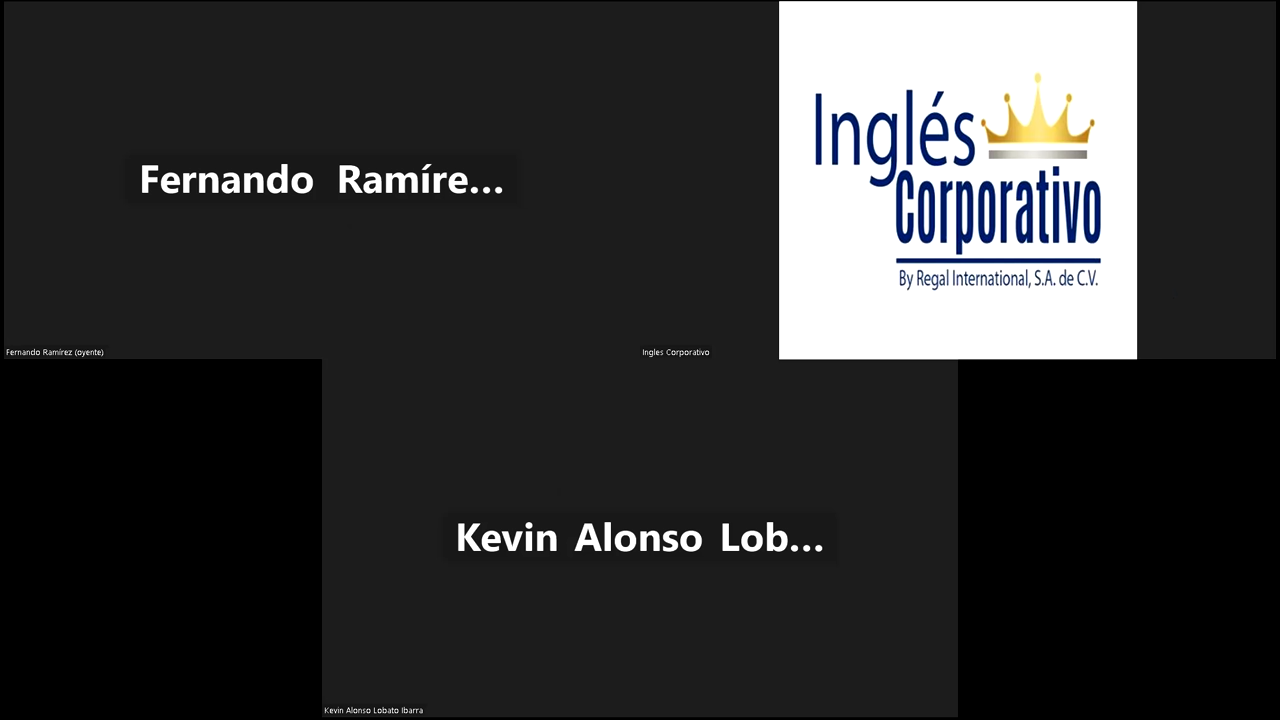 Fernando Ramíre...
Fernando Ramírez (oyente)
Inglés
Corporativo
By Regal International, S.A. de C.V.
Ingles Corporativo
Kevin Alonso Lob...
Kevin Alonso Lobato Ibarra